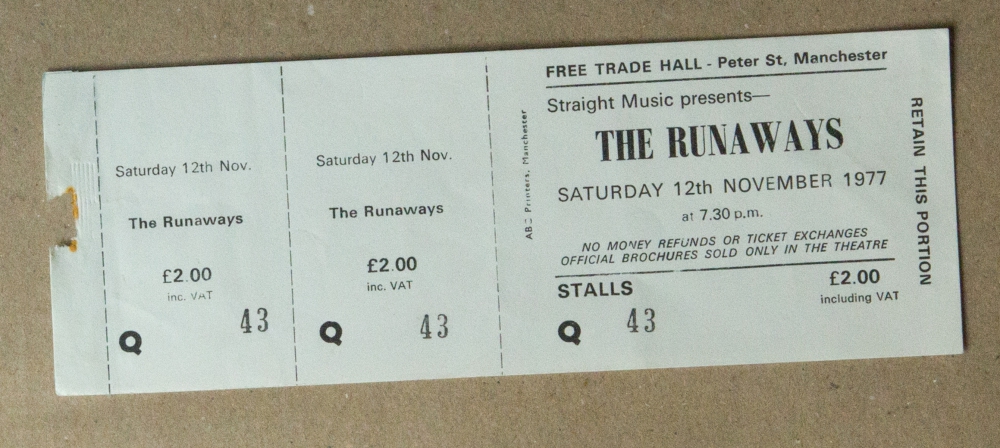 Saturday 12th Nov.
The Runaways
£2.00
inc. VAT
Q 43
Saturday 12th Nov.
The Runaways
£2.00
inc. VAT
Q 43
ABC Printers, Manchester
FREE TRADE HALL - Peter St, Manchester
Straight Music presents—
THE RUNAWAYS
SATURDAY 12th NOVEMBER 1977
at 7.30 p.m.
NO MONEY REFUNDS OR TICKET EXCHANGES
OFFICIAL BROCHURES SOLD ONLY IN THE THEATRE
STALLS £2.00
including VAT
Q 43
RETAIN THIS PORTION